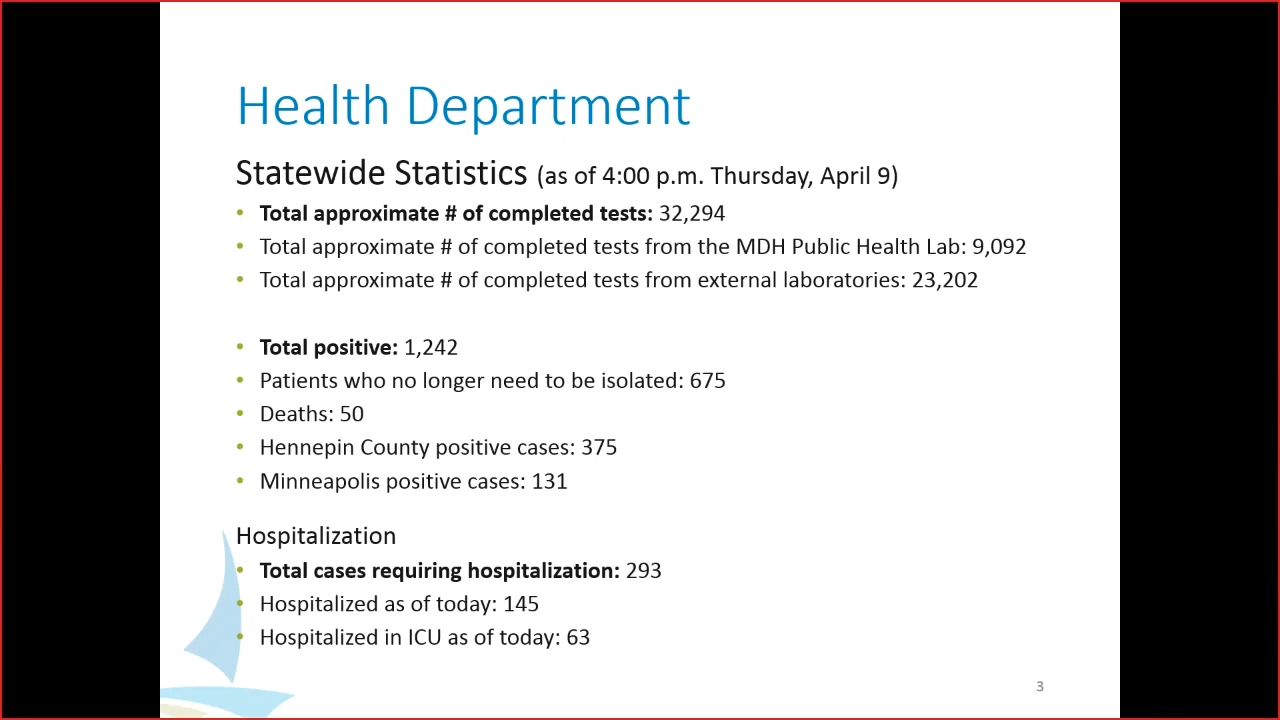 Health Department
Statewide Statistics (as of 4:00 p.m. Thursday, April 9)
• Total approximate # of completed tests: 32,294
• Total approximate # of completed tests from the MDH Public Health Lab: 9,092
• Total approximate # of completed tests from external laboratories: 23,202
• Total positive: 1,242
• Patients who no longer need to be isolated: 675
• Deaths: 50
• Hennepin County positive cases: 375
• Minneapolis positive cases: 131
Hospitalization
• Total cases requiring hospitalization: 293
• Hospitalized as of today: 145
• Hospitalized in ICU as of today: 63
3